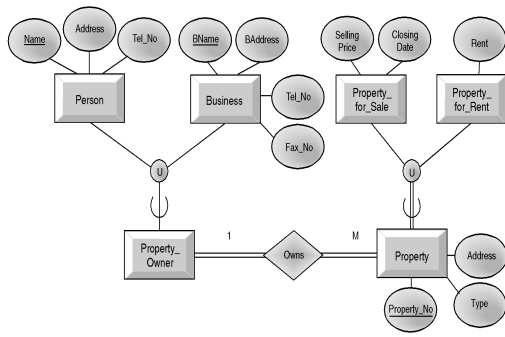 Name
Address
Tel_No
BName
BAddress
Selling
Price
Closing
Date
Rent
Person
Business
Tel_No
Fax_No
Property_
for_Sale
Property_
for_Rent
U
U
Property_
Owner
1
Owns
M
Property
Address
Type
Property_No